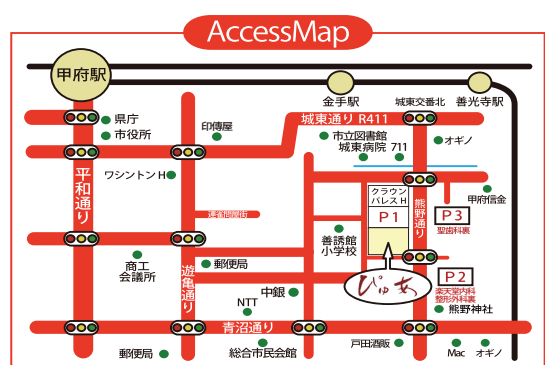 AccessMap
甲府駅
金手駅
城東交番北
善光寺駅
県庁
市役所
印傳屋
城東通り R411
市立図書館
城東病院 711
オギノ
ワシントンH
平和通り
クラウン
パレスH
P1
熊野通り
甲府信金
P3
聖歯科裏
善誘館
小学校
商工
会議所
遊亀通り
郵便局
中銀
NTT
ぴゅあ
P2
楽天堂内科
整形外科裏
熊野神社
青沼通り
郵便局
総合市民会館
戸田酒販
Mac
オギノ